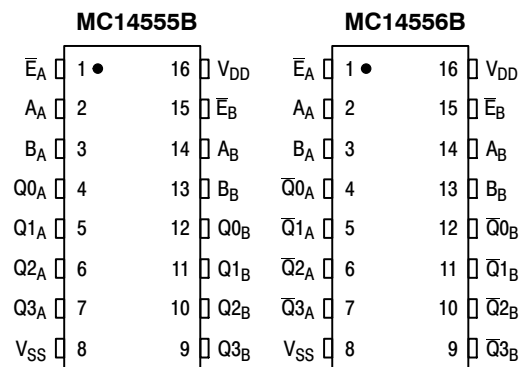 MC14555B
E̅A 1 16 VDD
AA 2 15 E̅B
BA 3 14 AB
Q0A 4 13 BB
Q1A 5 12 Q0B
Q2A 6 11 Q1B
Q3A 7 10 Q2B
VSS 8 9 Q3B
MC14556B
E̅A 1 16 VDD
AA 2 15 E̅B
BA 3 14 AB
Q̅0A 4 13 BB
Q̅1A 5 12 Q̅0B
Q̅2A 6 11 Q̅1B
Q̅3A 7 10 Q̅2B
VSS 8 9 Q̅3B